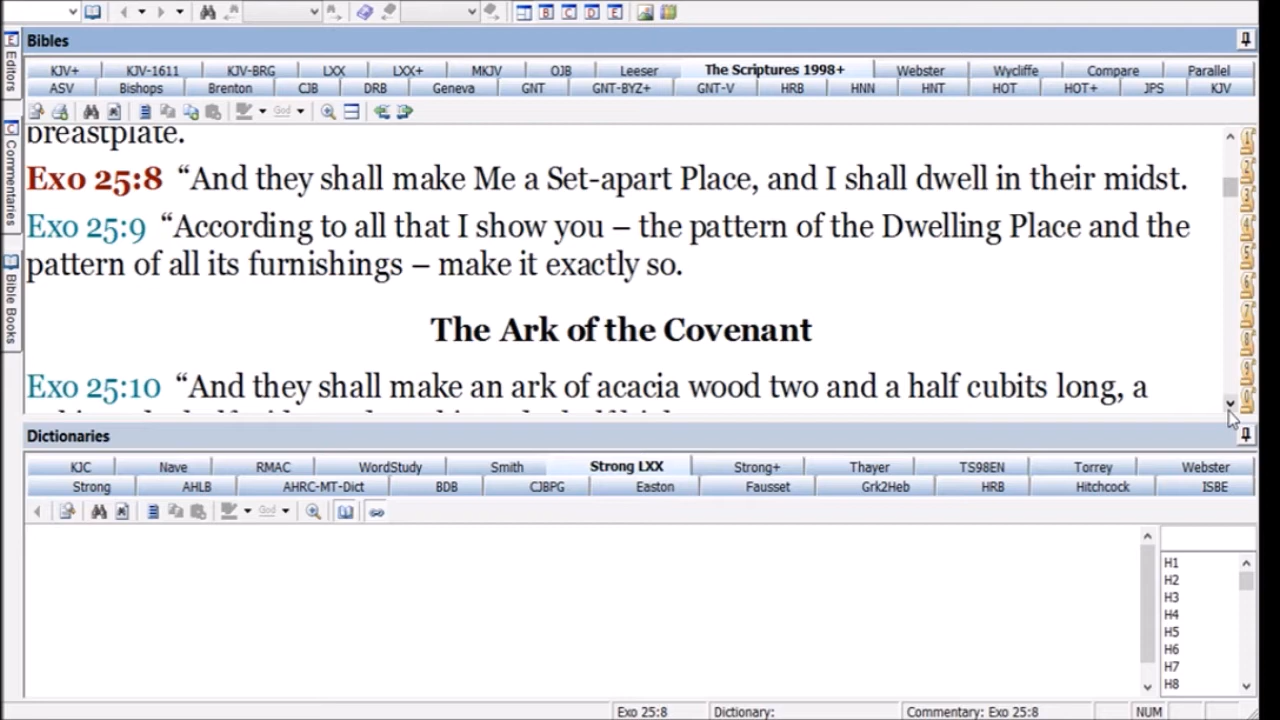 Bibles
KJV+ KJV-1611 KJV-BRG LXX LXX+ MKJV OJB Leeser The Scriptures 1998+ Webster Wycliffe Compare Parallel
ASV Bishops Brenton CJB DRB Geneva GNT GNT-BYZ+ GNT-V HRB HNN HNT HOT HOT+ JPS KJV
Editors
Commentaries
Bible Books
breastplate.
Exo 25:8 “And they shall make Me a Set-apart Place, and I shall dwell in their midst.
Exo 25:9 “According to all that I show you – the pattern of the Dwelling Place and the
pattern of all its furnishings – make it exactly so.
The Ark of the Covenant
Exo 25:10 “And they shall make an ark of acacia wood two and a half cubits long, a
Dictionaries
KJC Nave RMAC WordStudy Smith Strong LXX Strong+ Thayer TS98EN Torrey Webster
Strong AHLB AHRC-MT-Dict BDB CJBPG Easton Fausset Grk2Heb HRB Hitchcock ISBE
H1
H2
H3
H4
H5
H6
H7
H8
Exo 25:8 Dictionary: Commentary: Exo 25:8 NUM